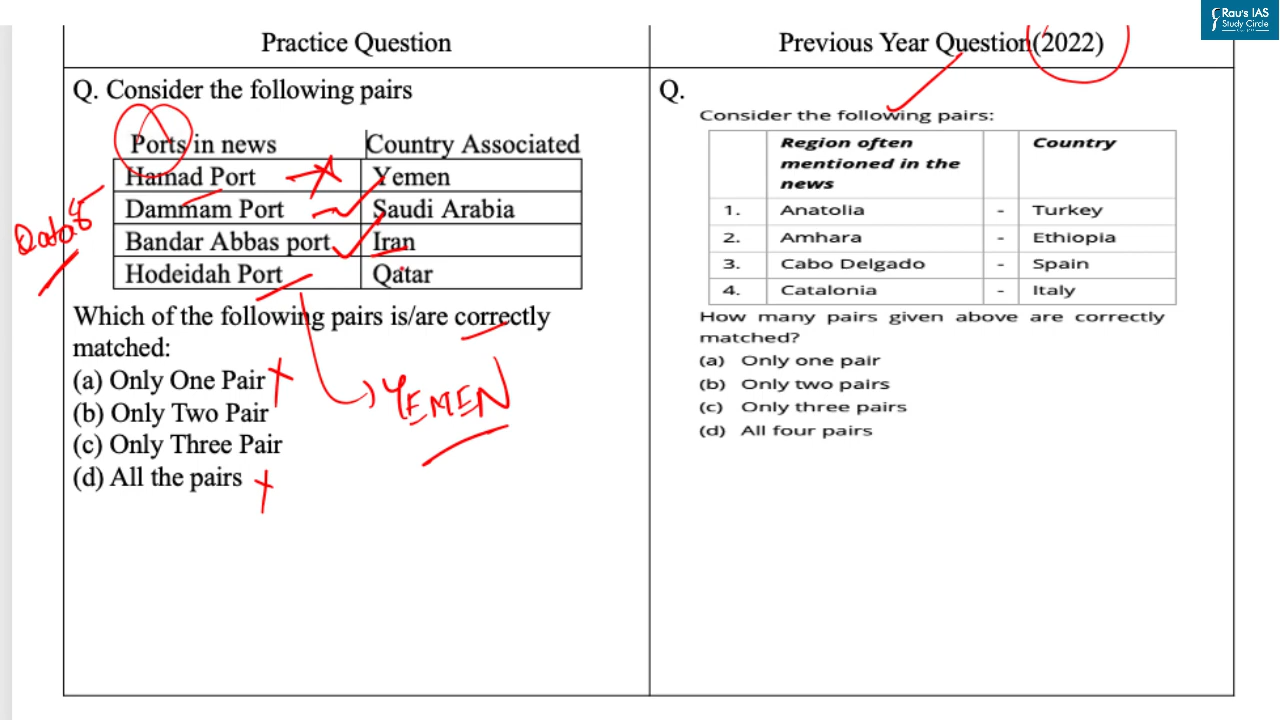 Rau's IAS
Study Circle
Practice Question
Q. Consider the following pairs
Ports in news Country Associated
Hamad Port Yemen
Dammam Port Saudi Arabia
Bandar Abbas port Iran
Hodeidah Port Qatar
Which of the following pairs is/are correctly
matched:
(a) Only One Pair
(b) Only Two Pair
(c) Only Three Pair
(d) All the pairs
Qatar
YEMEN
Previous Year Question(2022)
Q.
Consider the following pairs:
Region often Country
mentioned in the
news
1. Anatolia - Turkey
2. Amhara - Ethiopia
3. Cabo Delgado - Spain
4. Catalonia - Italy
How many pairs given above are correctly
matched?
(a) Only one pair
(b) Only two pairs
(c) Only three pairs
(d) All four pairs